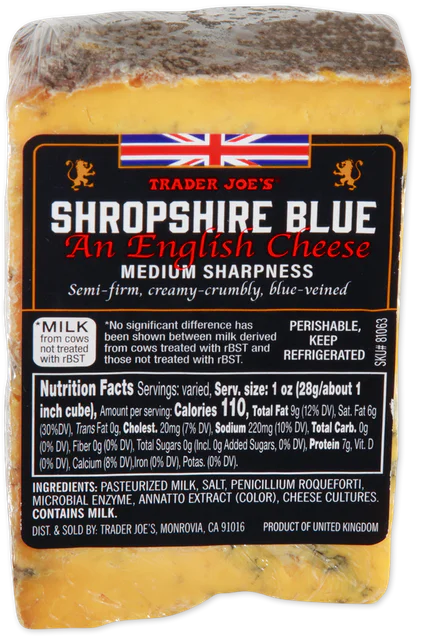 TRADER JOE'S
SHROPSHIRE BLUE
An English Cheese
MEDIUM SHARPNESS
Semi-firm, creamy-crumbly, blue-veined
*MILK
from cows
not treated
with rBST
*No significant difference has
been shown between milk derived
from cows treated with rBST and
those not treated with rBST.
PERISHABLE,
KEEP
REFRIGERATED
SKU# 81063
Nutrition Facts Servings: varied, Serv. size: 1 oz (28g/about 1
inch cube), Amount per serving: Calories 110, Total Fat 9g (12% DV), Sat. Fat 6g
(30%DV), Trans Fat 0g, Cholest. 20mg (7% DV), Sodium 220mg (10% DV), Total Carb. 0g
(0% DV), Fiber 0g (0% DV), Total Sugars 0g (Incl. 0g Added Sugars, 0% DV), Protein 7g, Vit. D
(0% DV), Calcium (8% DV),Iron (0% DV), Potas. (0% DV).
INGREDIENTS: PASTEURIZED MILK, SALT, PENICILLIUM ROQUEFORTI,
MICROBIAL ENZYME, ANNATTO EXTRACT (COLOR), CHEESE CULTURES.
CONTAINS MILK.
DIST. & SOLD BY: TRADER JOE'S, MONROVIA, CA 91016 PRODUCT OF UNITED KINGDOM